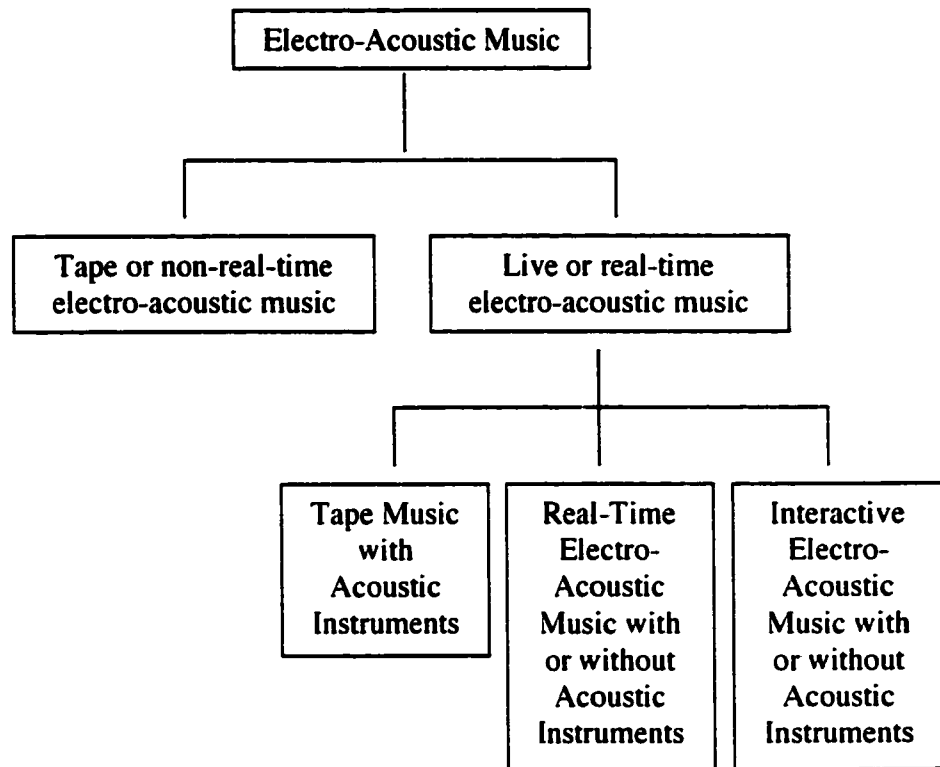 Electro-Acoustic Music
Tape or non-real-time
electro-acoustic music
Live or real-time
electro-acoustic music
Tape Music
with
Acoustic
Instruments
Real-Time
Electro-
Acoustic
Music with
or without
Acoustic
Instruments
Interactive
Electro-
Acoustic
Music with
or without
Acoustic
Instruments